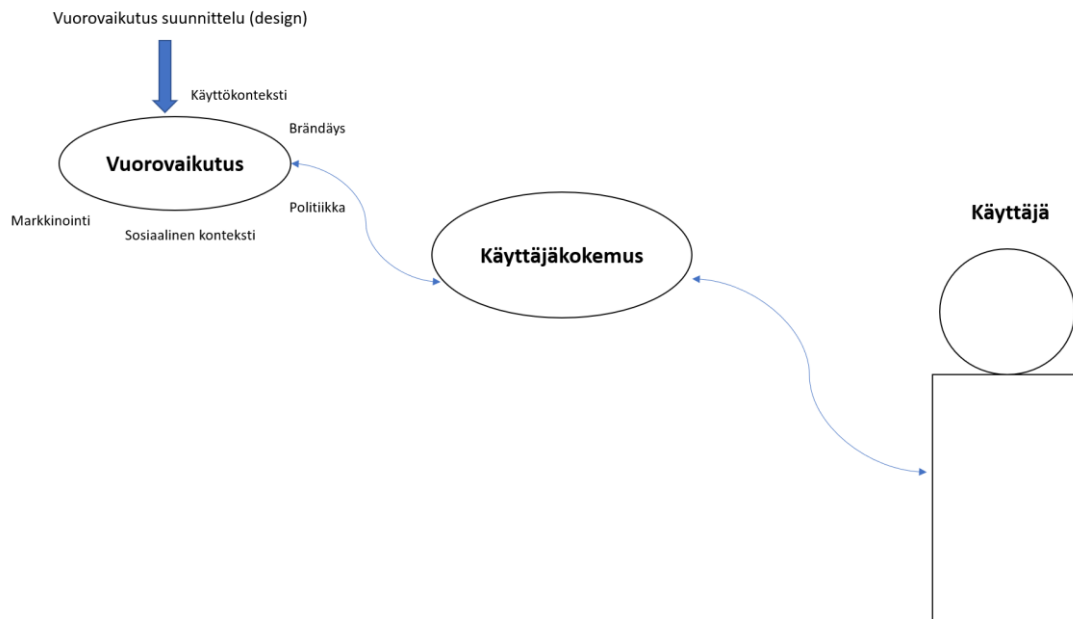 Vuorovaikutus suunnittelu (design)
Käyttökonteksti
Brändäys
Vuorovaikutus
Politiikka
Markkinointi
Sosiaalinen konteksti
Käyttäjäkokemus
Käyttäjä